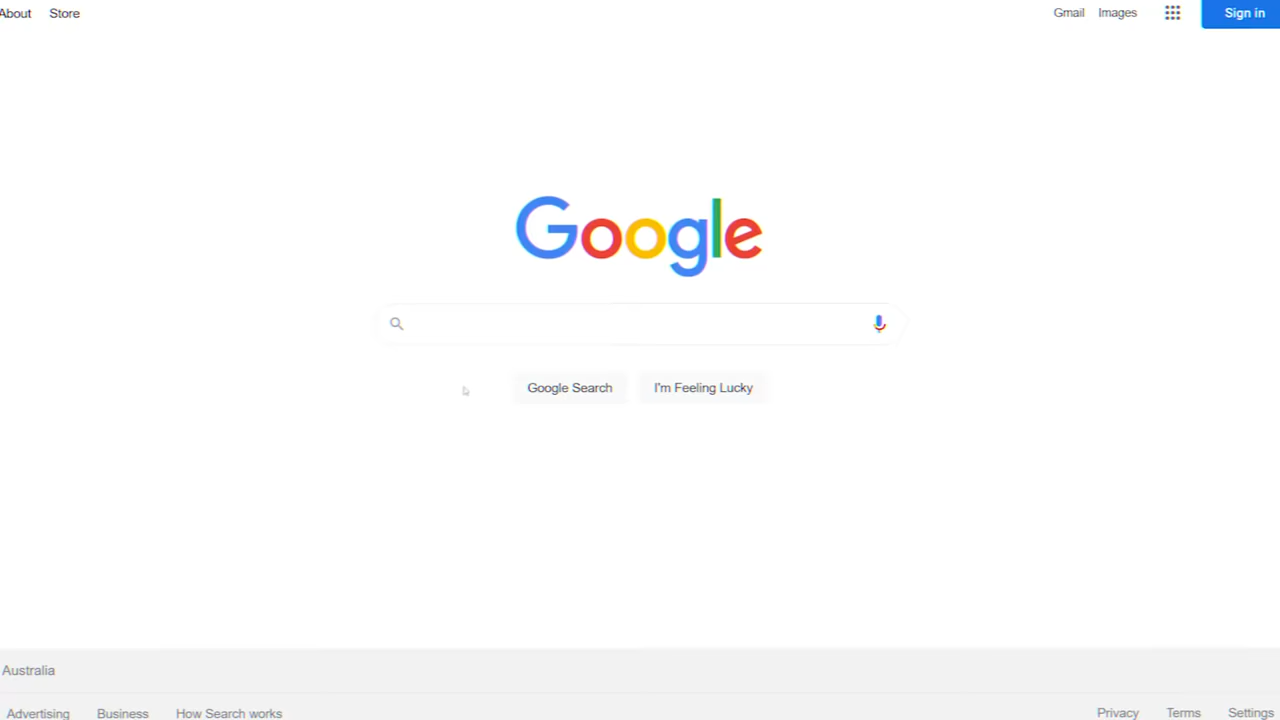 About Store Gmail Images Sign in
Google
Google Search I'm Feeling Lucky
Australia
Advertising Business How Search works Privacy Terms Settings